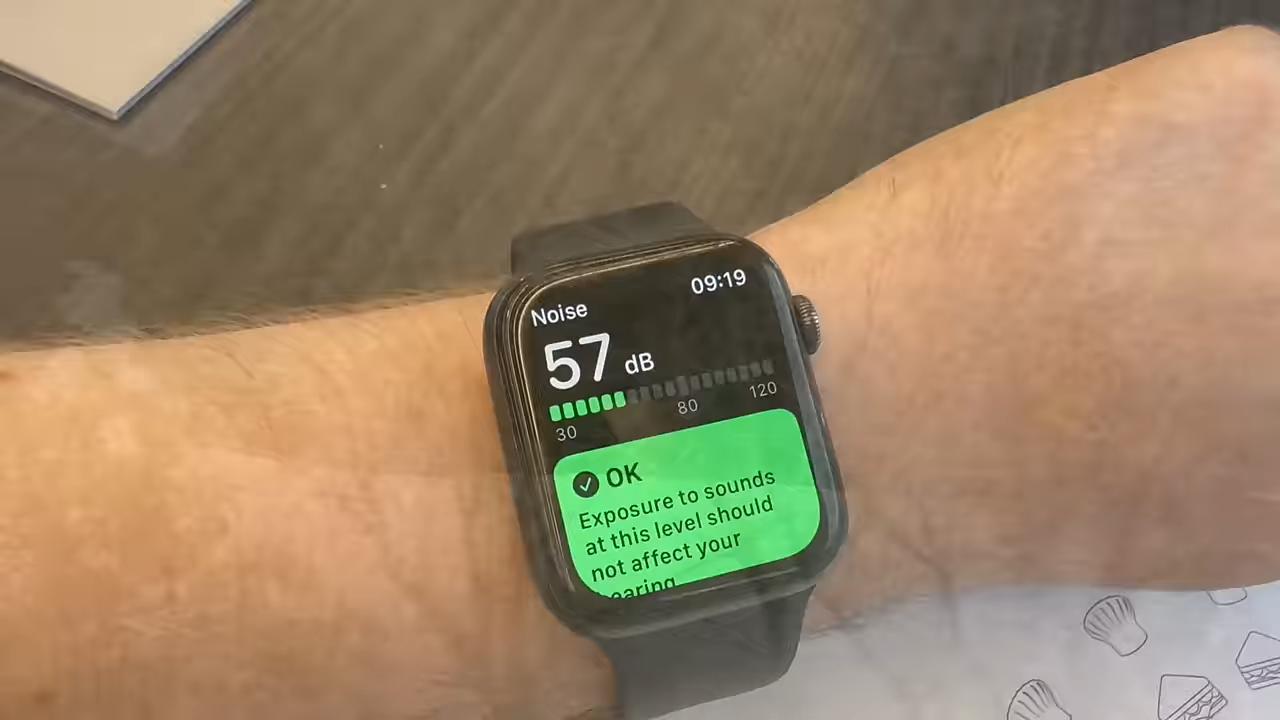 09:19
Noise
57 dB
30 80 120
OK
Exposure to sounds
at this level should
not affect your
hearing